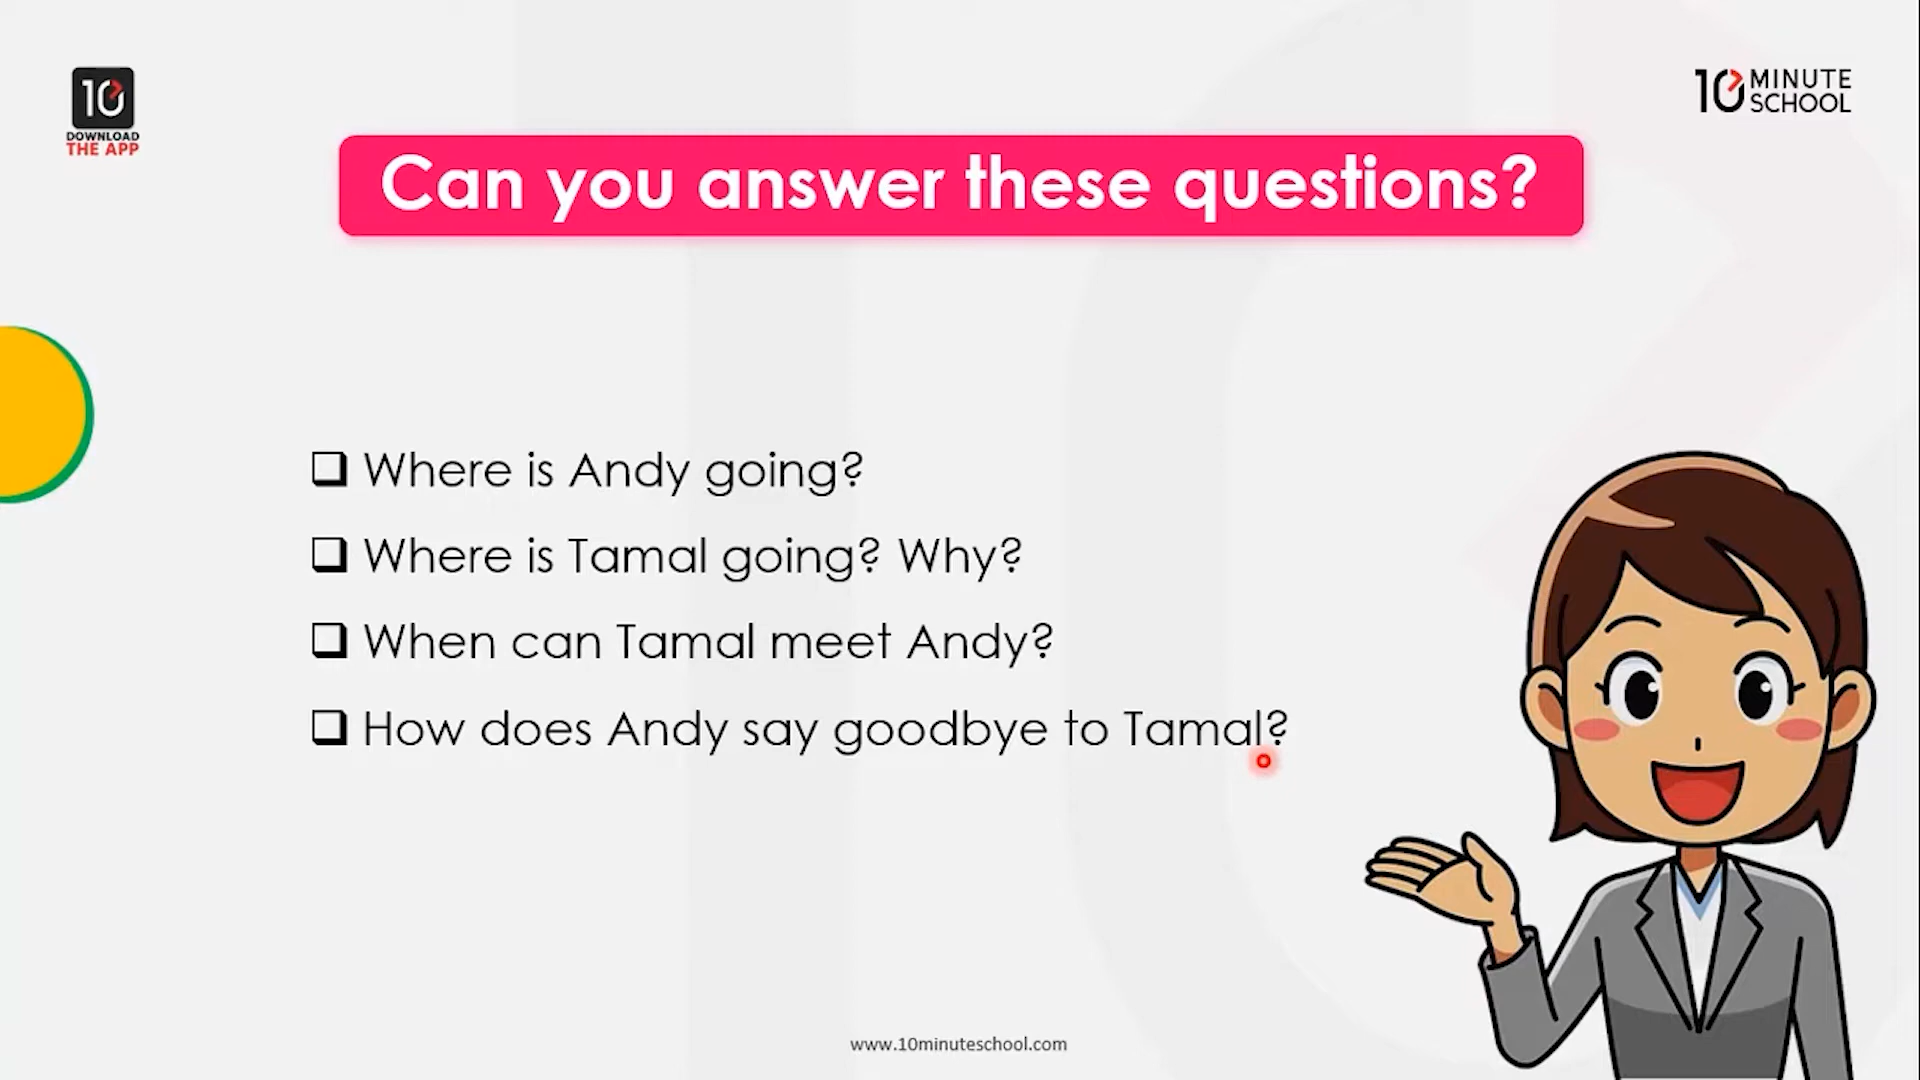 10
DOWNLOAD
THE APP
10 MINUTE
SCHOOL
Can you answer these questions?
❑ Where is Andy going?
❑ Where is Tamal going? Why?
❑ When can Tamal meet Andy?
❑ How does Andy say goodbye to Tamal?
www.10minuteschool.com